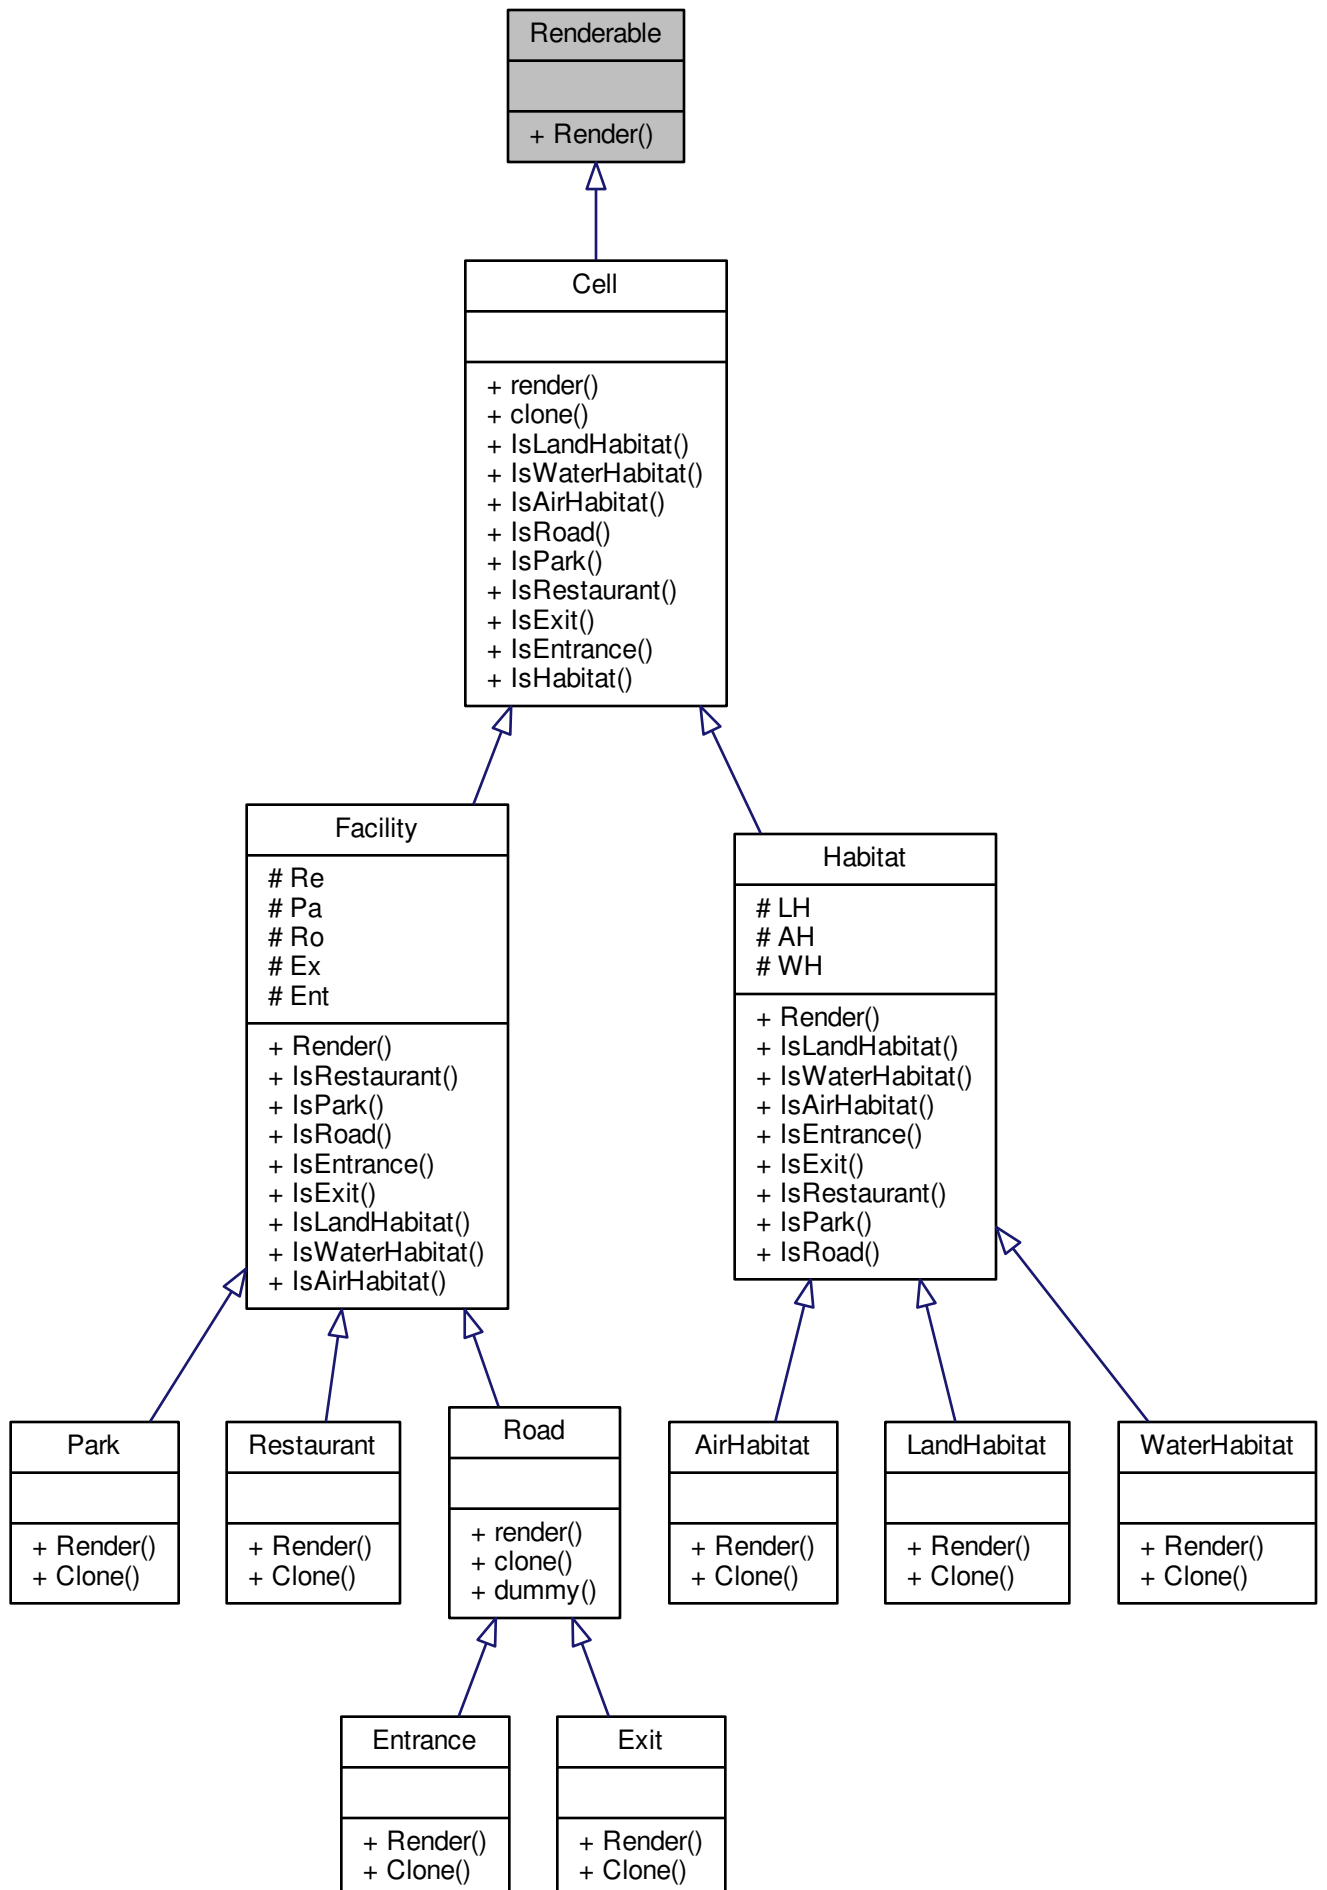 Renderable
+ Render()
Cell
+ render()
+ clone()
+ IsLandHabitat()
+ IsWaterHabitat()
+ IsAirHabitat()
+ IsRoad()
+ IsPark()
+ IsRestaurant()
+ IsExit()
+ IsEntrance()
+ IsHabitat()
Facility
# Re
# Pa
# Ro
# Ex
# Ent
+ Render()
+ IsRestaurant()
+ IsPark()
+ IsRoad()
+ IsEntrance()
+ IsExit()
+ IsLandHabitat()
+ IsWaterHabitat()
+ IsAirHabitat()
Habitat
# LH
# AH
# WH
+ Render()
+ IsLandHabitat()
+ IsWaterHabitat()
+ IsAirHabitat()
+ IsEntrance()
+ IsExit()
+ IsRestaurant()
+ IsPark()
+ IsRoad()
Park
+ Render()
+ Clone()
Restaurant
+ Render()
+ Clone()
Road
+ render()
+ clone()
+ dummy()
AirHabitat
+ Render()
+ Clone()
LandHabitat
+ Render()
+ Clone()
WaterHabitat
+ Render()
+ Clone()
Entrance
+ Render()
+ Clone()
Exit
+ Render()
+ Clone()